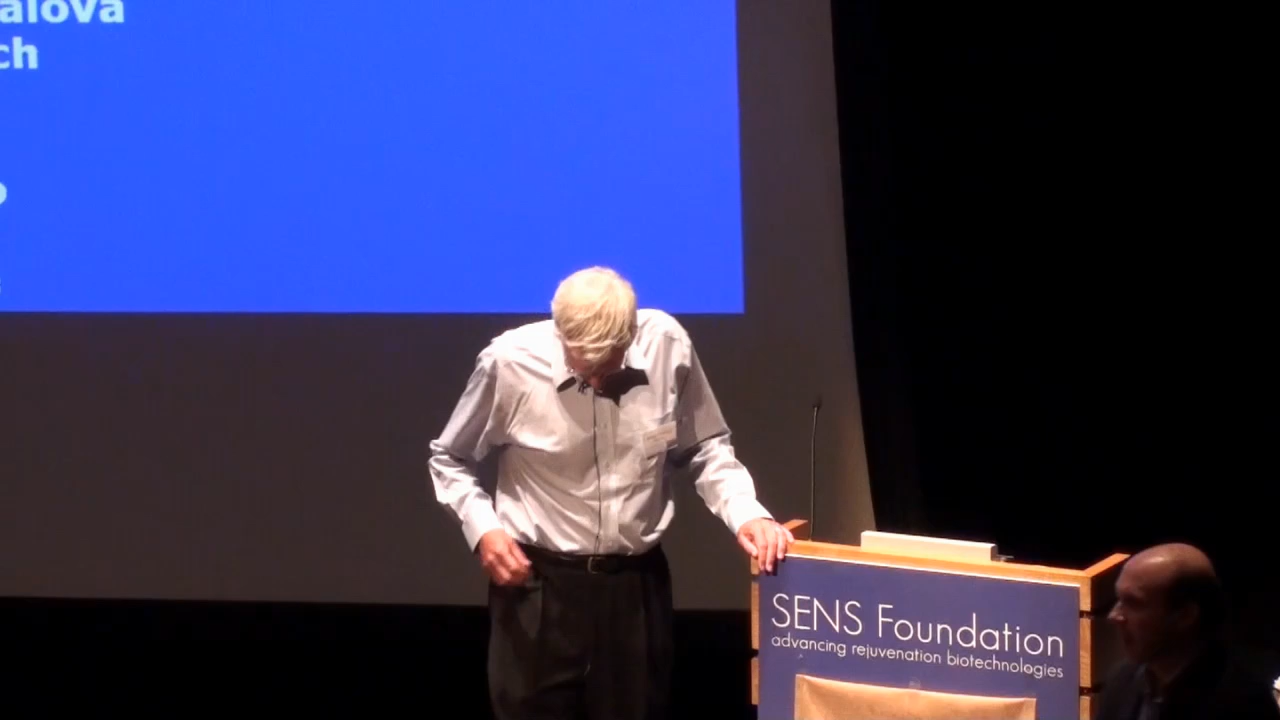 alova
ch
SENS Foundation
advancing rejuvenation biotechnologies